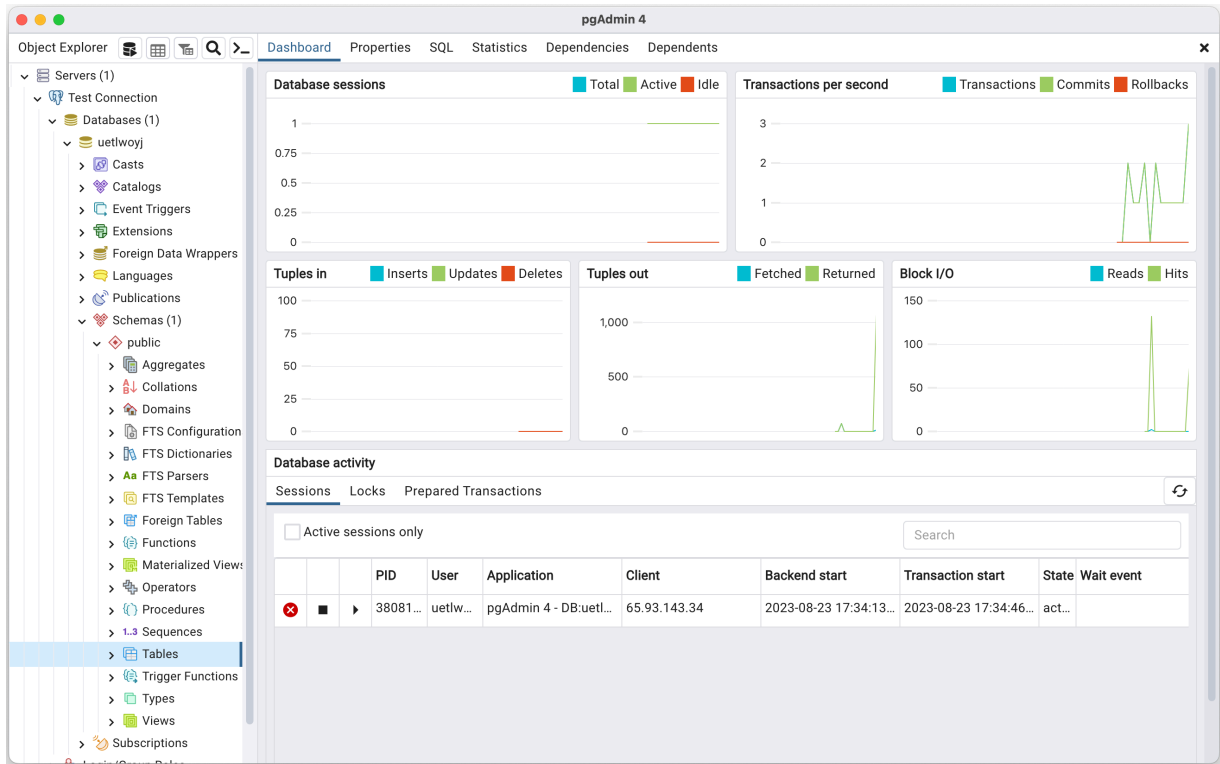 pgAdmin 4
Object Explorer
Dashboard Properties SQL Statistics Dependencies Dependents
Servers (1)
Test Connection
Databases (1)
uetlwoyj
Casts
Catalogs
Event Triggers
Extensions
Foreign Data Wrappers
Languages
Publications
Schemas (1)
public
Aggregates
Collations
Domains
FTS Configuration
FTS Dictionaries
Aa FTS Parsers
FTS Templates
Foreign Tables
Functions
Materialized Views
Operators
Procedures
1..3 Sequences
Tables
Trigger Functions
Types
Views
Subscriptions
Login/Group Roles
Database sessions Total Active Idle
1
0.75
0.5
0.25
0
Transactions per second Transactions Commits Rollbacks
3
2
1
0
Tuples in Inserts Updates Deletes
100
75
50
25
0
Tuples out Fetched Returned
1,000
500
0
Block I/O Reads Hits
150
100
50
0
Database activity
Sessions Locks Prepared Transactions
Active sessions only
Search
PID User Application Client Backend start Transaction start State Wait event
38081... uetlw... pgAdmin 4 - DB:uetl... 65.93.143.34 2023-08-23 17:34:13... 2023-08-23 17:34:46... act...